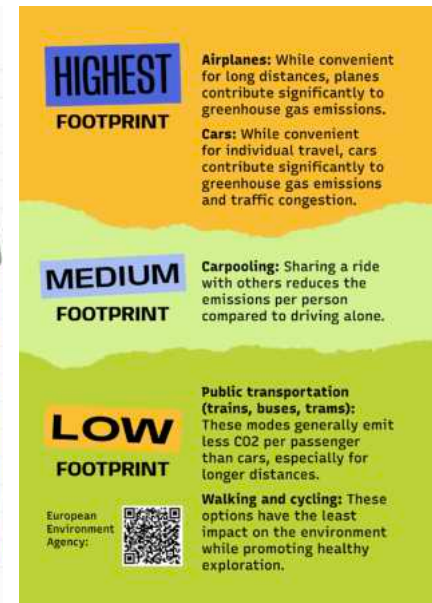 HIGHEST
FOOTPRINT
Airplanes: While convenient
for long distances, planes
contribute significantly to
greenhouse gas emissions.
Cars: While convenient
for individual travel, cars
contribute significantly to
greenhouse gas emissions
and traffic congestion.
MEDIUM
FOOTPRINT
Carpooling: Sharing a ride
with others reduces the
emissions per person
compared to driving alone.
LOW
FOOTPRINT
Public transportation
(trains, buses, trams):
These modes generally emit
less CO2 per passenger
than cars, especially for
longer distances.
Walking and cycling: These
options have the least
impact on the environment
while promoting healthy
exploration.
European
Environment
Agency: